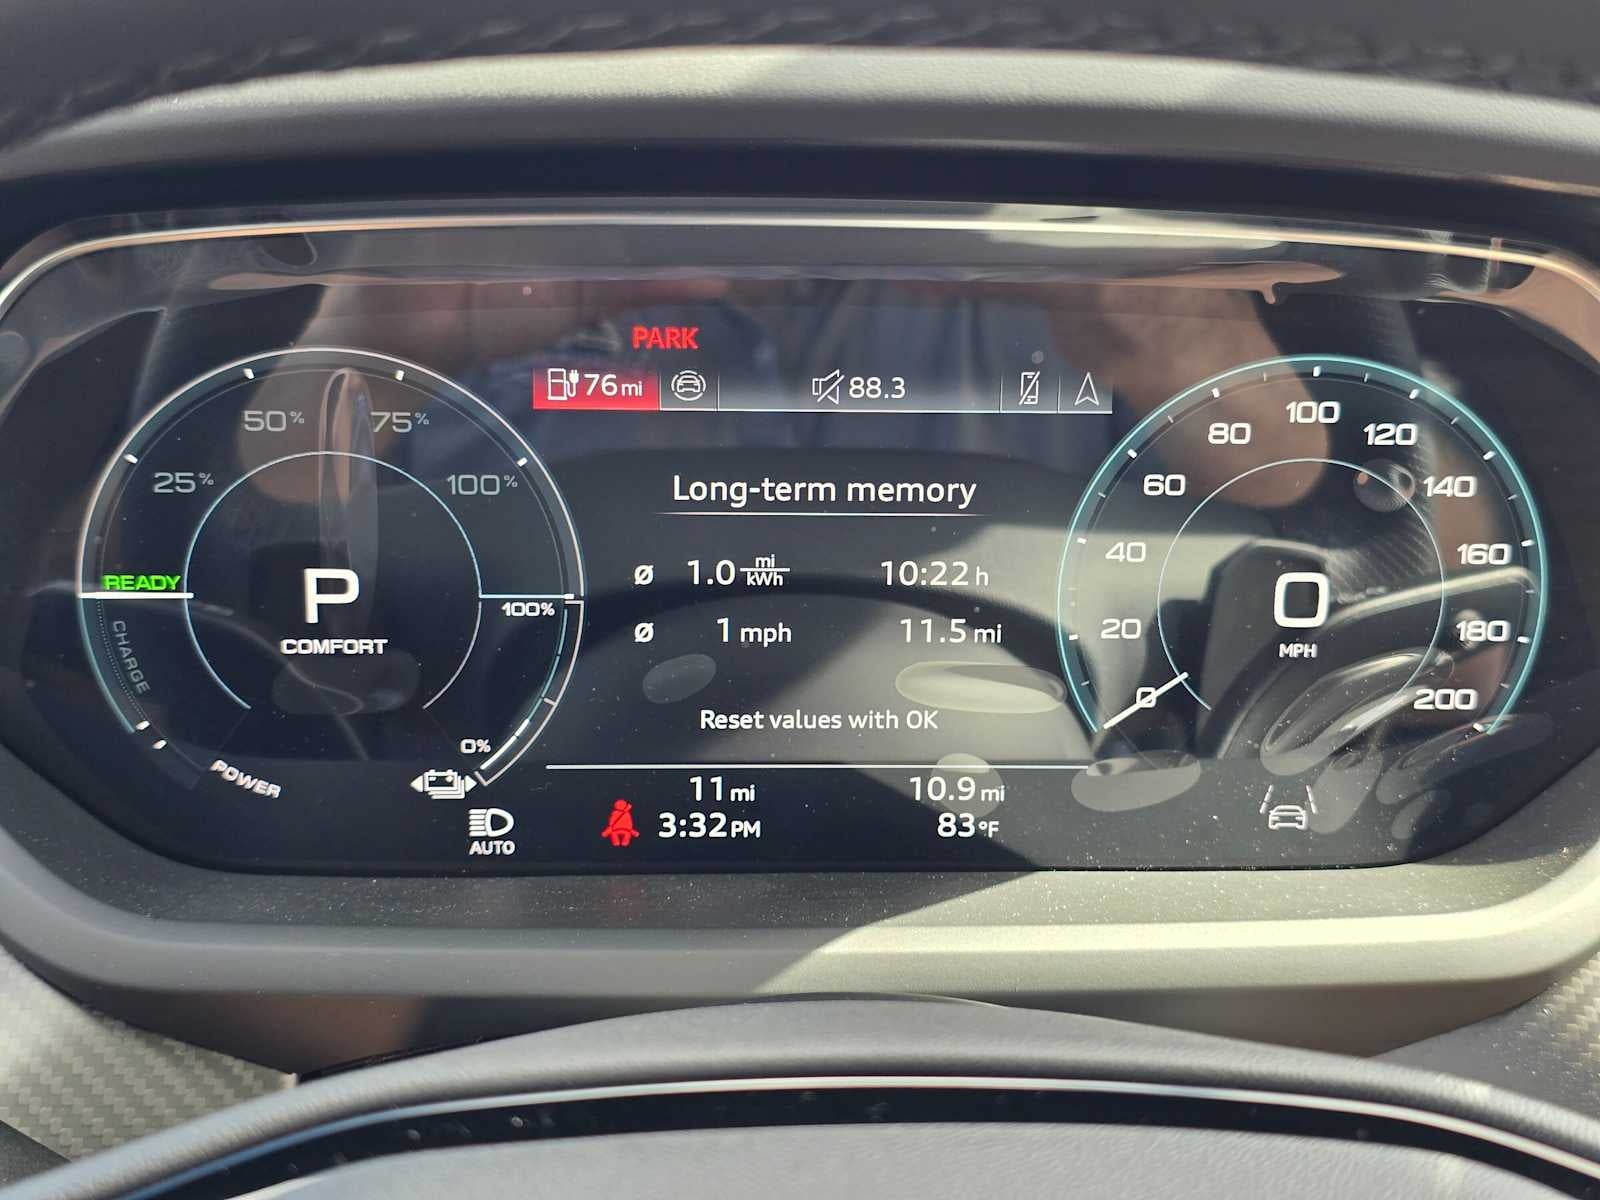 PARK
76 mi 88.3
50% 75%
25% 100%
READY
CHARGE
P
COMFORT
100%
0%
POWER
AUTO
Long-term memory
Ø 1.0 mi/kWh 10:22 h
Ø 1 mph 11.5 mi
Reset values with OK
11 mi 10.9 mi
3:32 PM 83 °F
100
80 120
60 140
40 160
20 180
0 200
0
MPH